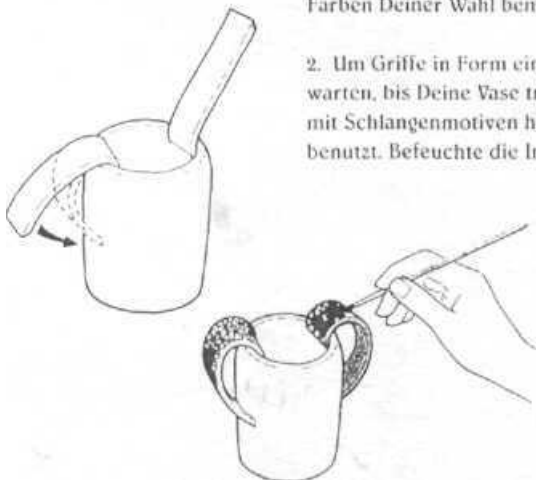 Farben Deiner Wahl ben
2. Um Griffe in Form ein
warten, bis Deine Vase tr
mit Schlangenmotiven h
benutzt. Befeuchte die In